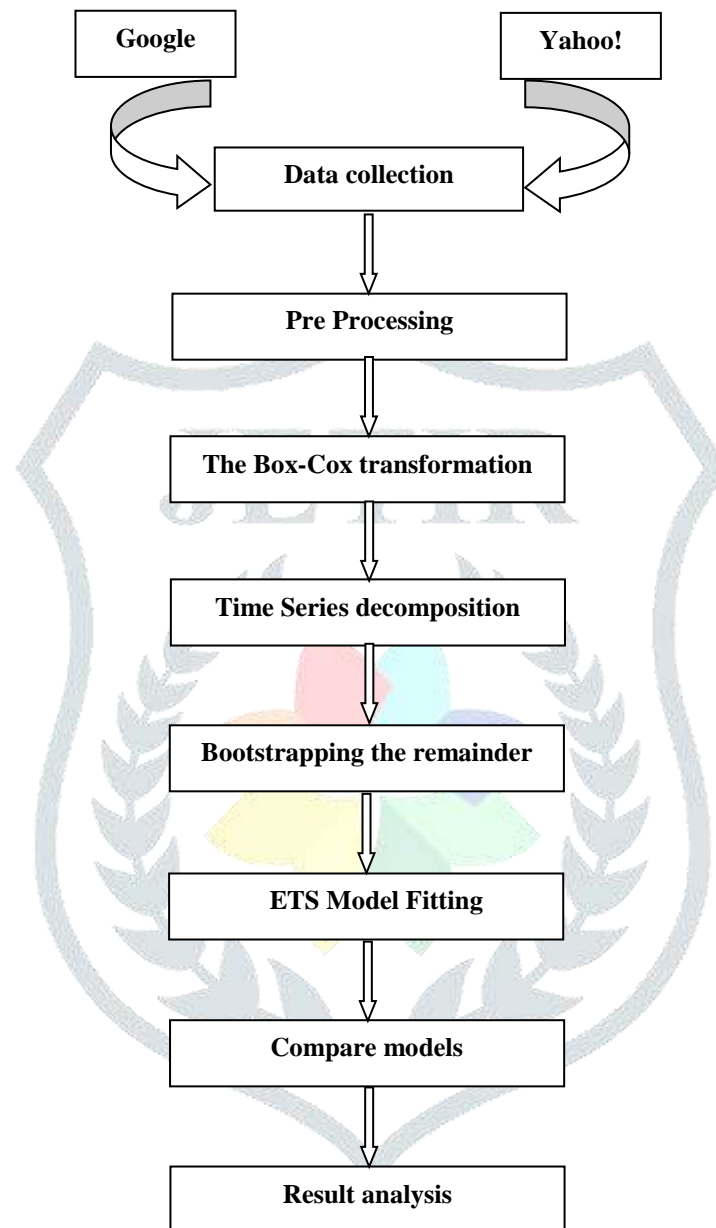 Google
Yahoo!
Data collection
Pre Processing
The Box-Cox transformation
JETIR
Time Series decomposition
Bootstrapping the remainder
ETS Model Fitting
Compare models
Result analysis